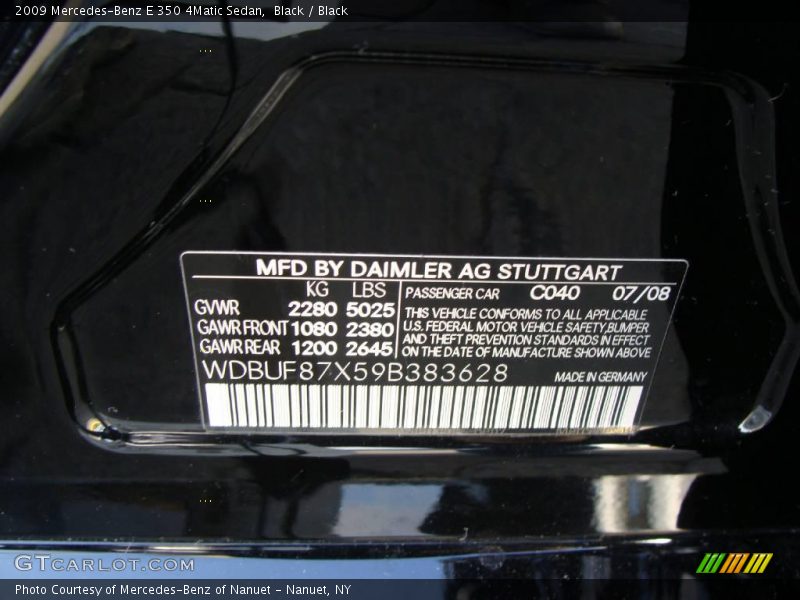 2009 Mercedes-Benz E 350 4Matic Sedan, Black / Black
MFD BY DAIMLER AG STUTTGART
KG LBS
GVWR 2280 5025
GAWR FRONT 1080 2380
GAWR REAR 1200 2645
PASSENGER CAR C040 07/08
THIS VEHICLE CONFORMS TO ALL APPLICABLE
U.S. FEDERAL MOTOR VEHICLE SAFETY,BUMPER
AND THEFT PREVENTION STANDARDS IN EFFECT
ON THE DATE OF MANUFACTURE SHOWN ABOVE
WDBUF87X59B383628 MADE IN GERMANY
GTCARLOT.COM
Photo Courtesy of Mercedes-Benz of Nanuet - Nanuet, NY